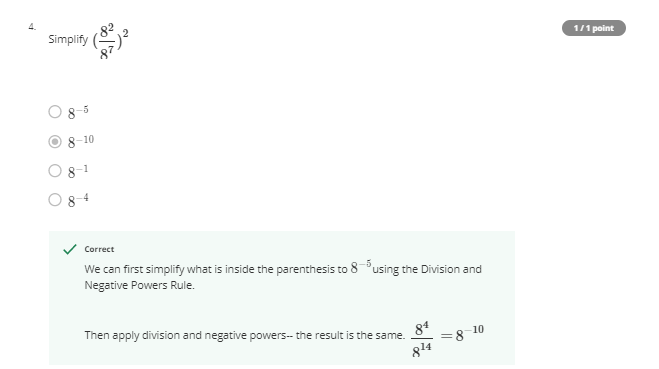 4.
Simplify (8^2/8^7)^2
1 / 1 point
8^−5
8^−10
8^−1
8^−4
Correct
We can first simplify what is inside the parenthesis to 8^−5 using the Division and
Negative Powers Rule.
Then apply division and negative powers-- the result is the same. 8^4/8^14 = 8^−10